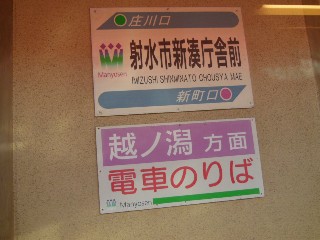 庄川口
射水市新湊庁舎前
Manyosen
IMIZUSHI SHINMINATO CHOUSYA MAE
新町口
越ノ潟 方面
電車のりば
Manyosen